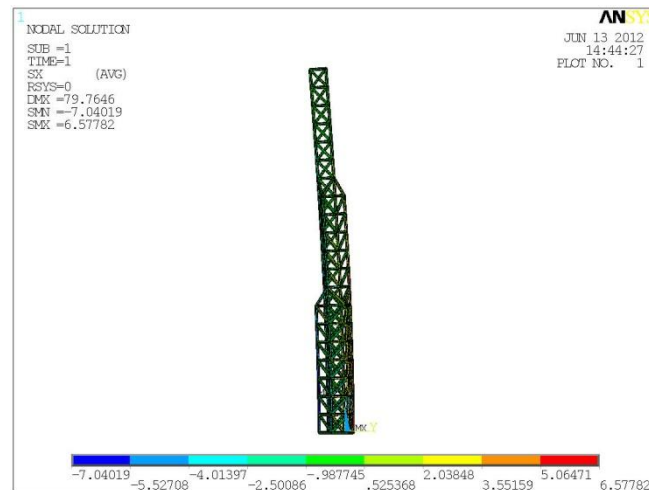 1
NODAL SOLUTION
SUB =1
TIME=1
SX (AVG)
RSYS=0
DMX =79.7646
SMN =-7.04019
SMX =6.57782
ANSYS
JUN 13 2012
14:44:27
PLOT NO. 1
MX Y
-7.04019 -4.01397 -.987745 2.03848 5.06471
-5.52708 -2.50086 .525368 3.55159 6.57782